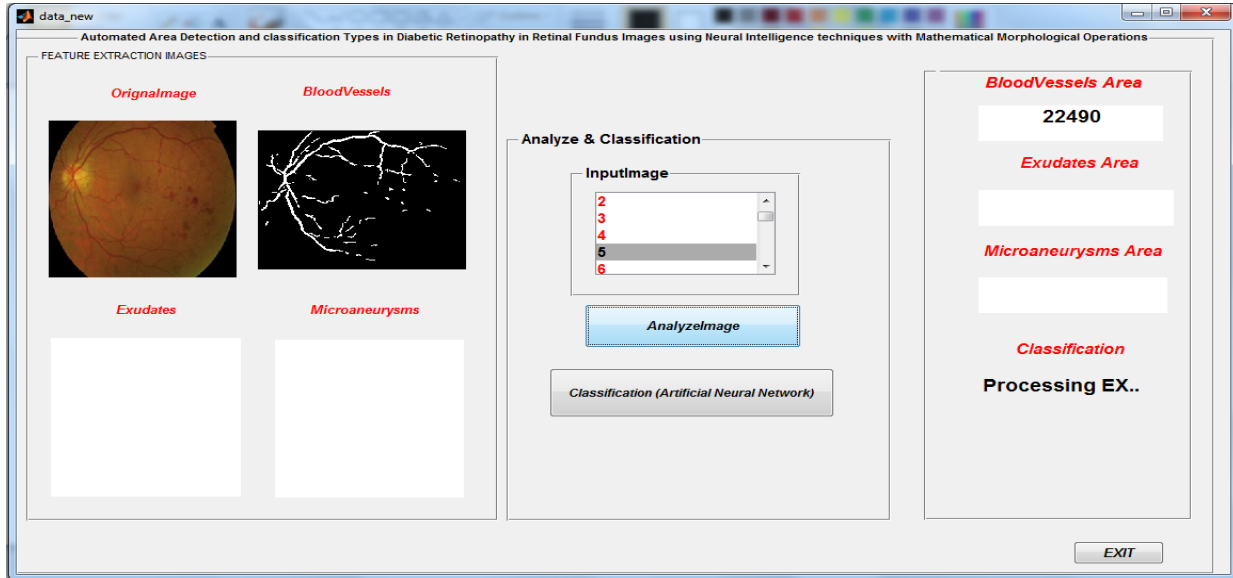 data_new
Automated Area Detection and classification Types in Diabetic Retinopathy in Retinal Fundus Images using Neural Intelligence techniques with Mathematical Morphological Operations
FEATURE EXTRACTION IMAGES
OrignaImage
BloodVessels
Exudates
Microaneurysms
Analyze & Classification
InputImage
2
3
4
5
6
AnalyzeImage
Classification (Artificial Neural Network)
BloodVessels Area
22490
Exudates Area
Microaneurysms Area
Classification
Processing EX..
EXIT